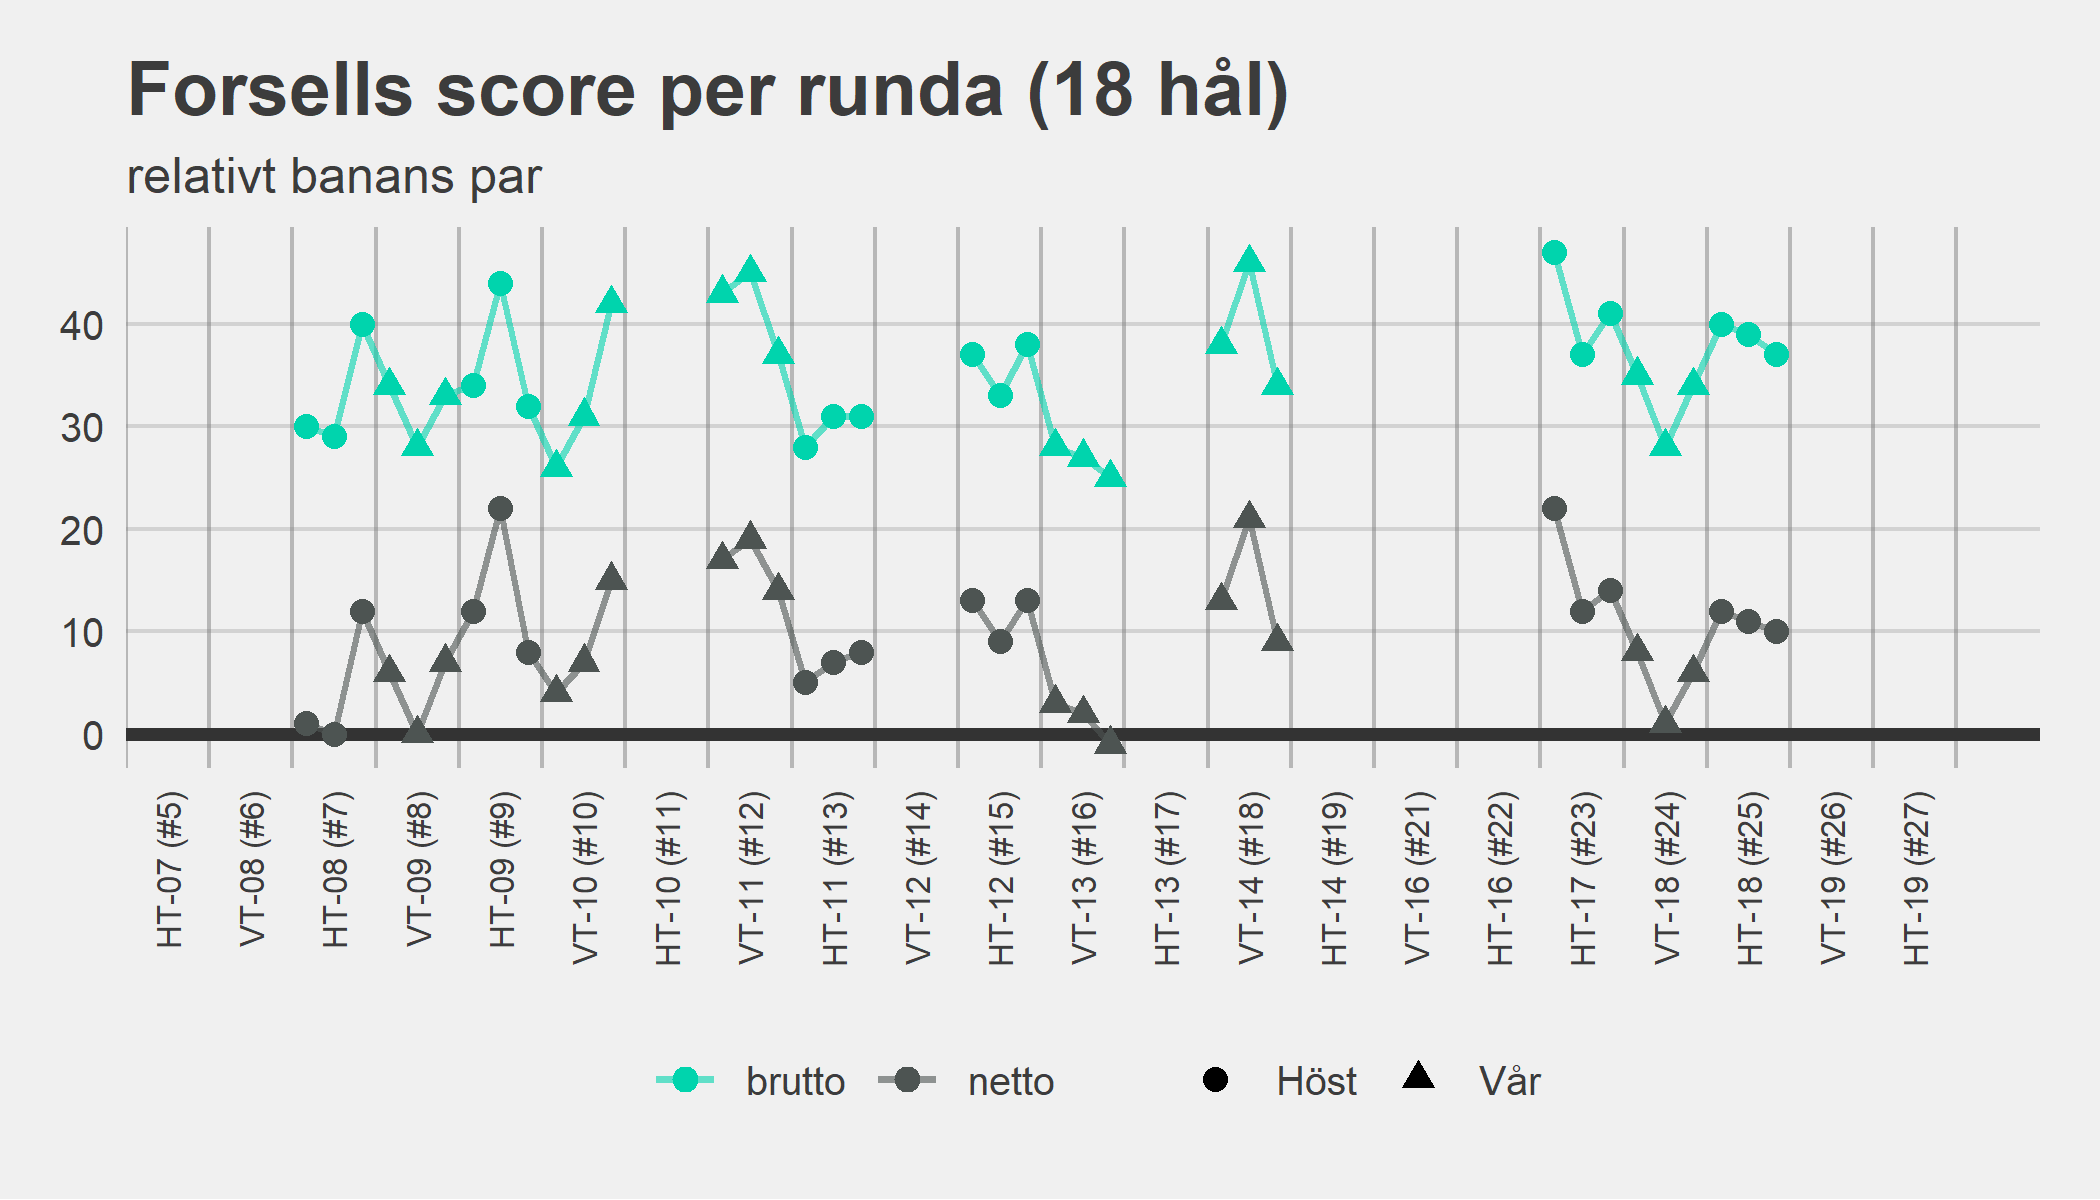 Forsells score per runda (18 hål)
relativt banans par
40
30
20
10
0
HT-07 (#5)
VT-08 (#6)
HT-08 (#7)
VT-09 (#8)
HT-09 (#9)
VT-10 (#10)
HT-10 (#11)
VT-11 (#12)
HT-11 (#13)
VT-12 (#14)
HT-12 (#15)
VT-13 (#16)
HT-13 (#17)
VT-14 (#18)
HT-14 (#19)
VT-16 (#21)
HT-16 (#22)
HT-17 (#23)
VT-18 (#24)
HT-18 (#25)
VT-19 (#26)
HT-19 (#27)
brutto netto Höst Vår